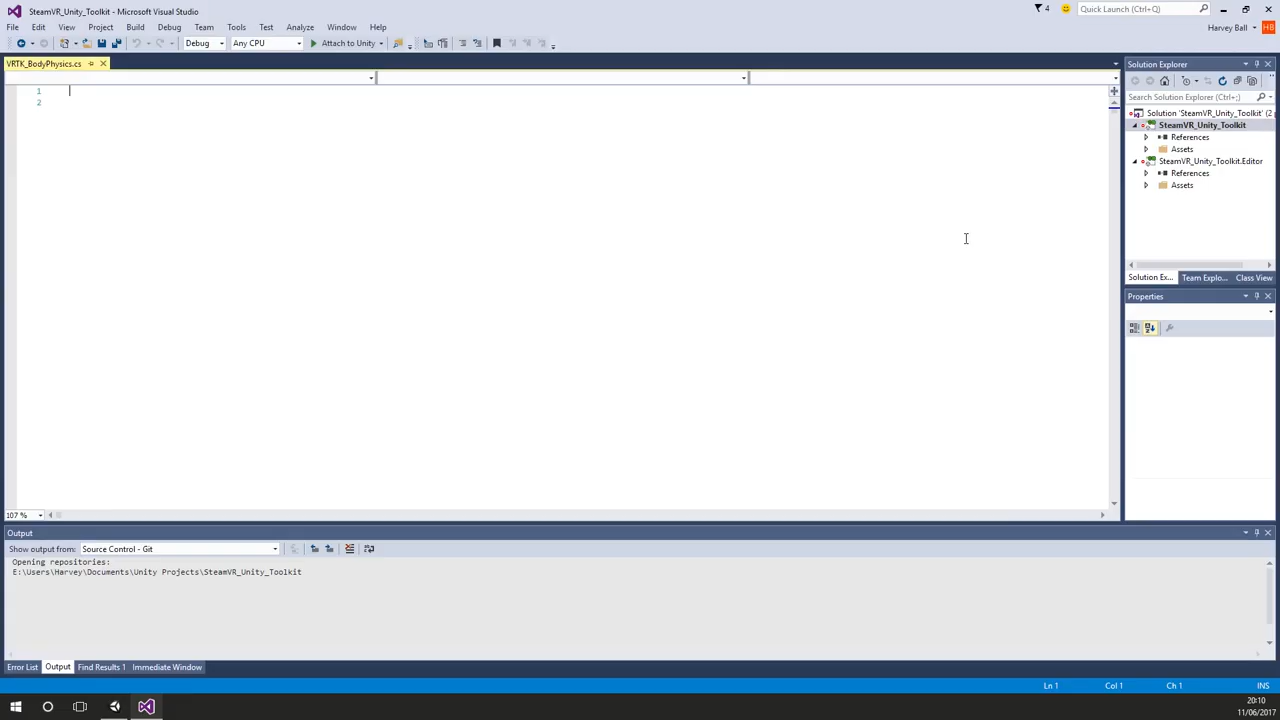 SteamVR_Unity_Toolkit - Microsoft Visual Studio
4
Quick Launch (Ctrl+Q)
File Edit View Project Build Debug Team Tools Test Analyze Window Help
Harvey Ball HB
Debug Any CPU Attach to Unity
VRTK_BodyPhysics.cs
1
2
107 %
Solution Explorer
Search Solution Explorer (Ctrl+;)
Solution 'SteamVR_Unity_Toolkit' (2
SteamVR_Unity_Toolkit
References
Assets
SteamVR_Unity_Toolkit.Editor
References
Assets
Solution Ex... Team Explo... Class View
Properties
Output
Show output from: Source Control - Git
Opening repositories:
E:\Users\Harvey\Documents\Unity Projects\SteamVR_Unity_Toolkit
Error List Output Find Results 1 Immediate Window
Ln 1 Col 1 Ch 1 INS
20:10
11/06/2017